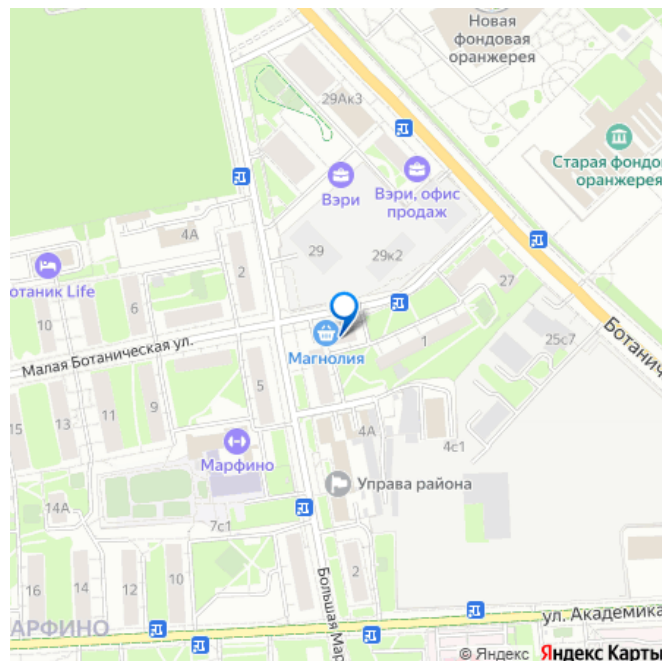 Новая
фондовая
оранжерея
29Ак3
Старая фондо
оранжерея
Вэри
Вэри, офис
продаж
4А
2
29
29к2
27
отаник Life
10
6
Магнолия
1
25с7
Ботанич
Малая Ботаническая ул.
5
15
13
11
9
4А
4с1
Марфино
Управа района
14А
7с1
16
14
12
10
2
Большая Мар
АРФИНО
ул. Академика
© Яндекс
Яндекс Карты